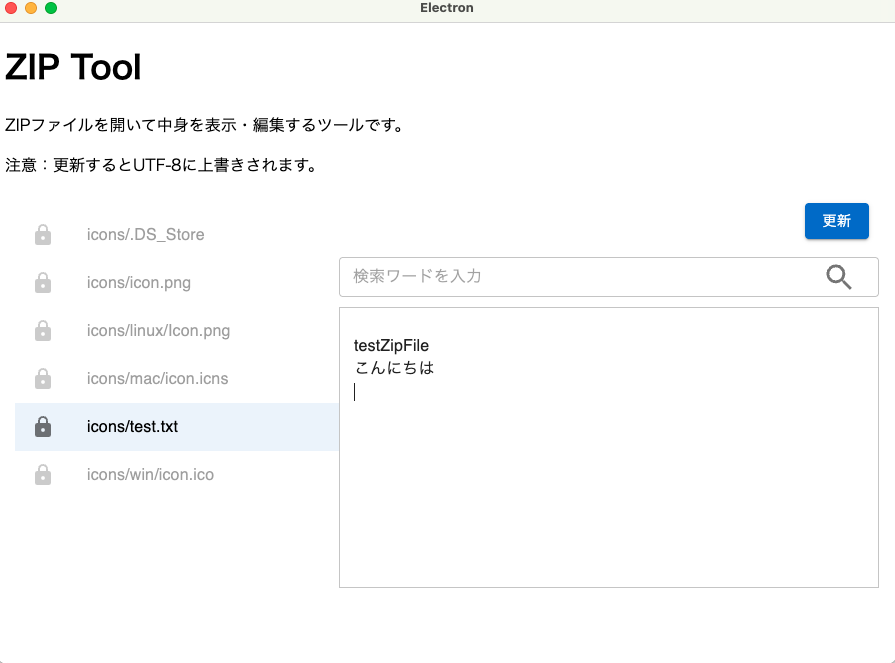 Electron
ZIP Tool
ZIPファイルを開いて中身を表示・編集するツールです。
注意：更新するとUTF-8に上書きされます。
更新
icons/.DS_Store
icons/icon.png
icons/linux/Icon.png
icons/mac/icon.icns
icons/test.txt
icons/win/icon.ico
検索ワードを入力
testZipFile
こんにちは